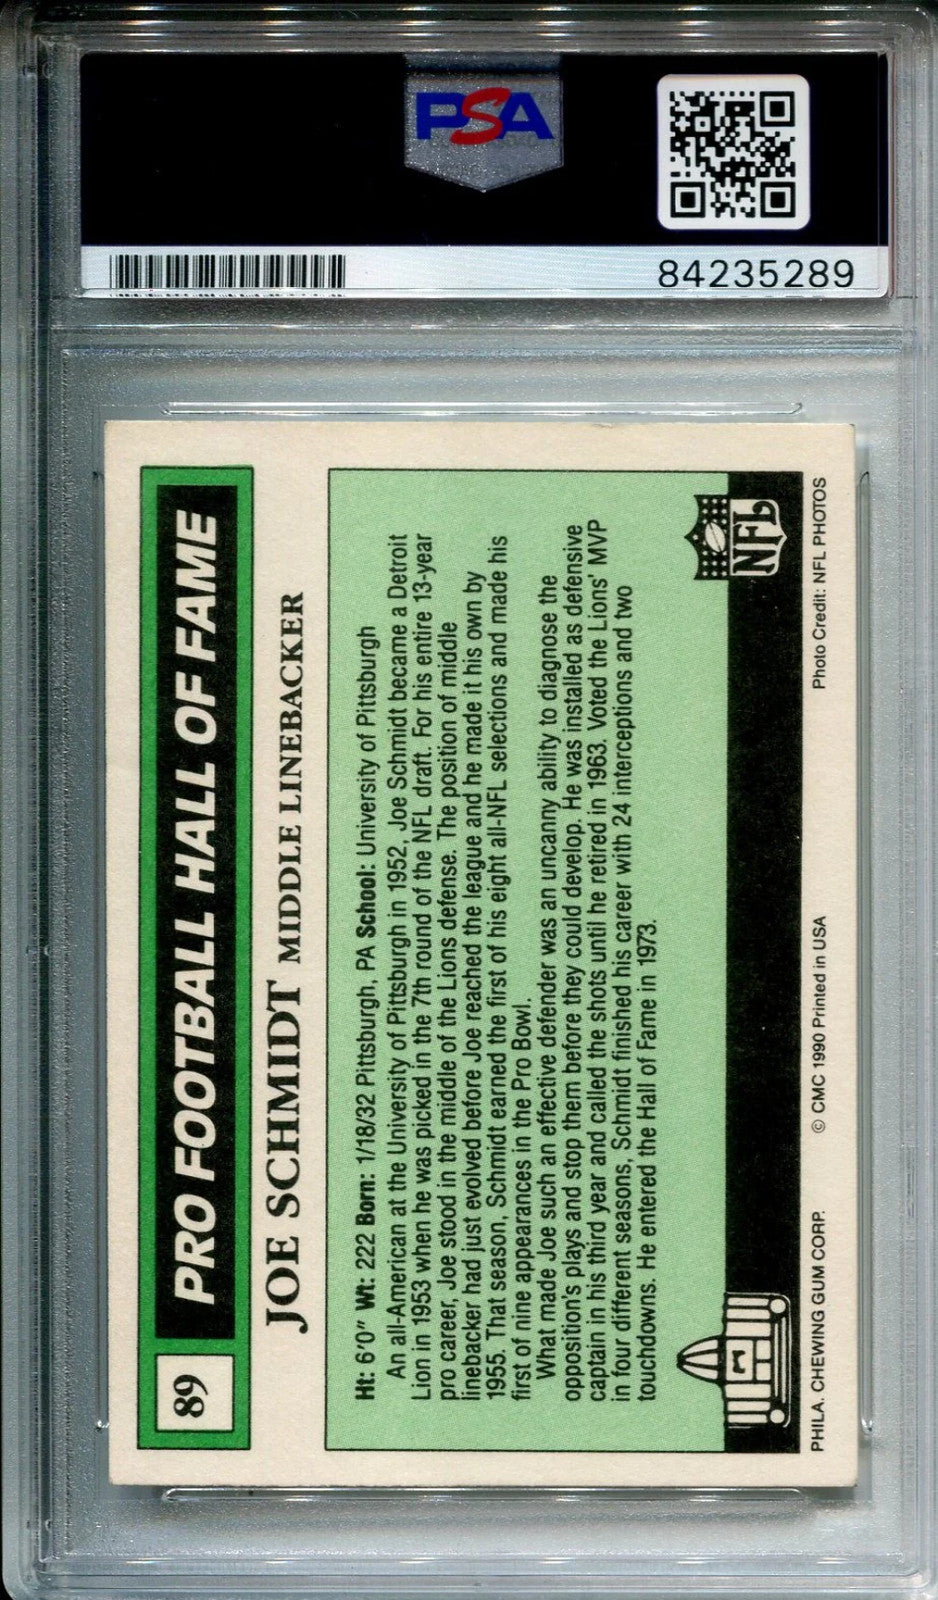 PSA
84235289
89
PRO FOOTBALL HALL OF FAME
JOE SCHMIDT MIDDLE LINEBACKER
Ht: 6'0" Wt: 222 Born: 1/18/32 Pittsburgh, PA School: University of Pittsburgh
An all-American at the University of Pittsburgh in 1952, Joe Schmidt became a Detroit
Lion in 1953 when he was picked in the 7th round of the NFL draft. For his entire 13-year
pro career, Joe stood in the middle of the Lions defense. The position of middle
linebacker had just evolved before Joe reached the league and he made it his own by
1955. That season, Schmidt earned the first of his eight all-NFL selections and made his
first of nine appearances in the Pro Bowl.
What made Joe such an effective defender was an uncanny ability to diagnose the
opposition's plays and stop them before they could develop. He was installed as defensive
captain in his third year and called the shots until he retired in 1963. Voted the Lions' MVP
in four different seasons, Schmidt finished his career with 24 interceptions and two
touchdowns. He entered the Hall of Fame in 1973.
NFL
PHILA. CHEWING GUM CORP. © CMC 1990 Printed in USA Photo Credit: NFL PHOTOS